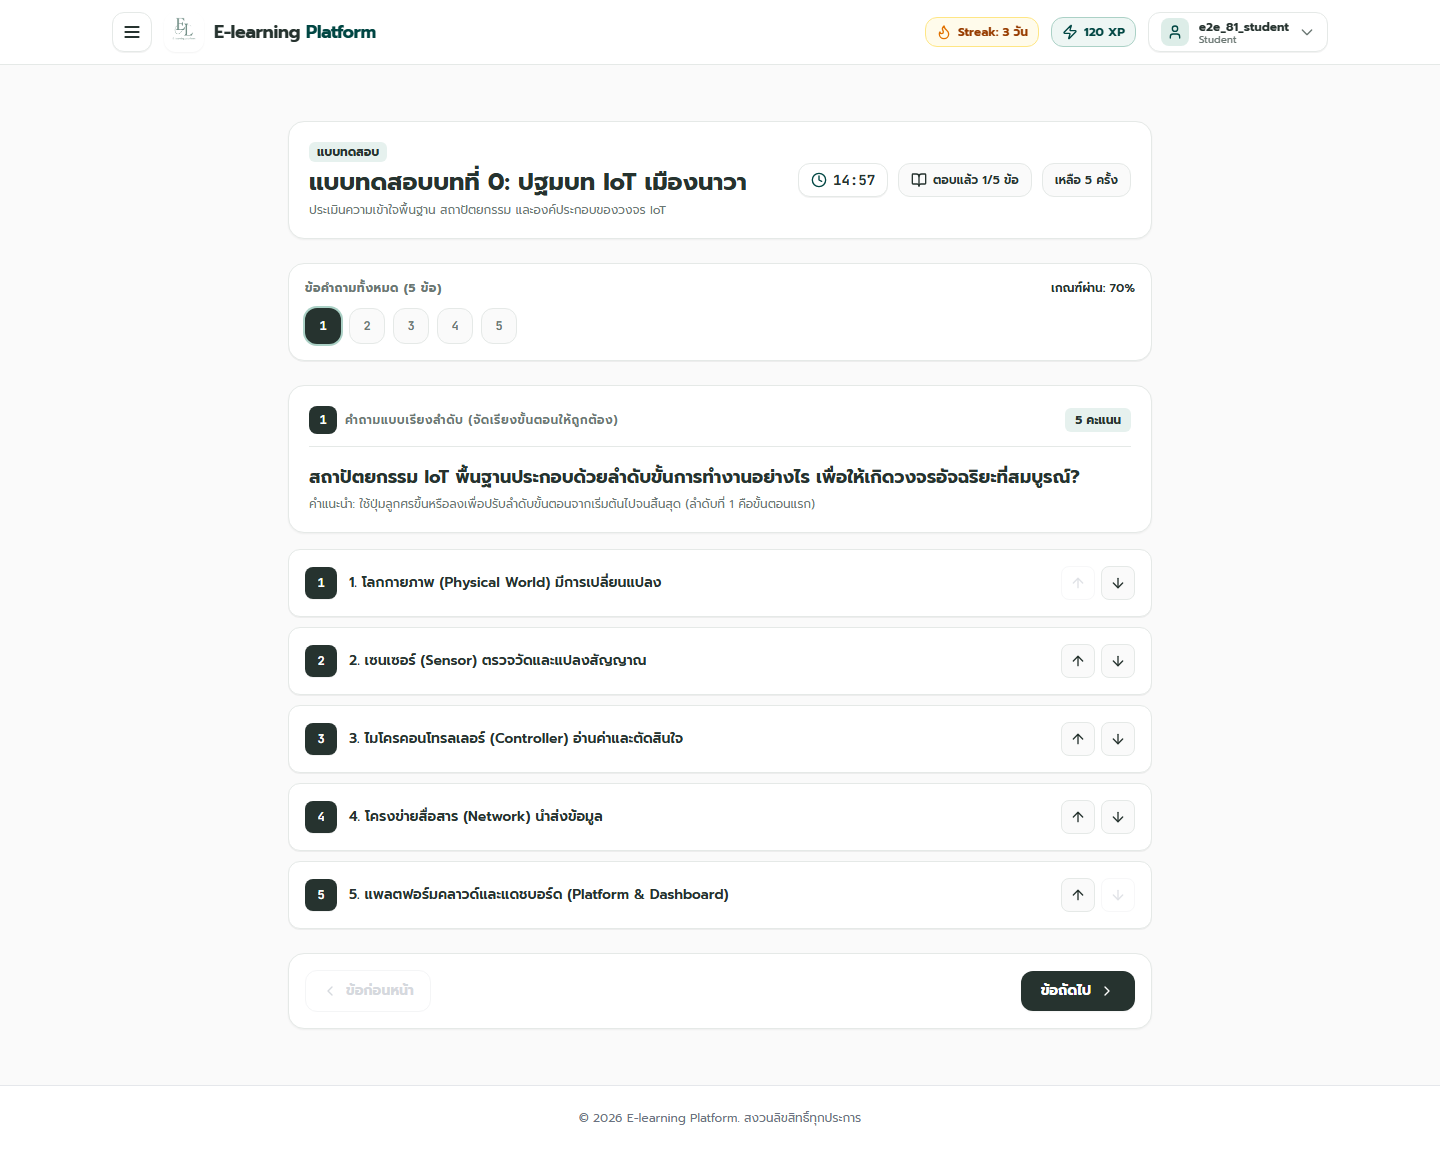 E-learning Platform
Streak: 3 วัน
120 XP
e2e_81_student
Student
แบบทดสอบ
แบบทดสอบบทที่ 0: ปฐมบท IoT เมืองนาวา
ประเมินความเข้าใจพื้นฐาน สถาปัตยกรรม และองค์ประกอบของวงจร IoT
14:57
ตอบแล้ว 1/5 ข้อ
เหลือ 5 ครั้ง
ข้อคำถามทั้งหมด (5 ข้อ)
เกณฑ์ผ่าน: 70%
1 2 3 4 5
1 คำถามแบบเรียงลำดับ (จัดเรียงขั้นตอนให้ถูกต้อง)
5 คะแนน
สถาปัตยกรรม IoT พื้นฐานประกอบด้วยลำดับขั้นการทำงานอย่างไร เพื่อให้เกิดวงจรอัจฉริยะที่สมบูรณ์?
คำแนะนำ: ใช้ปุ่มลูกศรขึ้นหรือลงเพื่อปรับลำดับขั้นตอนจากเริ่มต้นไปจนสิ้นสุด (ลำดับที่ 1 คือขั้นตอนแรก)
1 1. โลกกายภาพ (Physical World) มีการเปลี่ยนแปลง
2 2. เซนเซอร์ (Sensor) ตรวจวัดและแปลงสัญญาณ
3 3. ไมโครคอนโทรลเลอร์ (Controller) อ่านค่าและตัดสินใจ
4 4. โครงข่ายสื่อสาร (Network) นำส่งข้อมูล
5 5. แพลตฟอร์มคลาวด์และแดชบอร์ด (Platform & Dashboard)
ข้อก่อนหน้า
ข้อถัดไป
© 2026 E-learning Platform. สงวนลิขสิทธิ์ทุกประการ